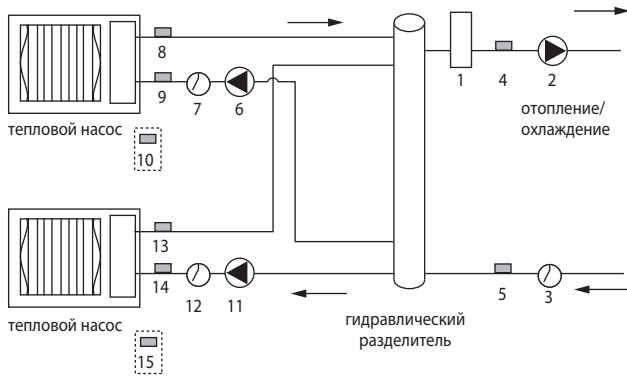 8
9
7
6
1
4
2
тепловой насос
10
отопление/
охлаждение
13
14
12
11
5
3
тепловой насос
15
гидравлический
разделитель